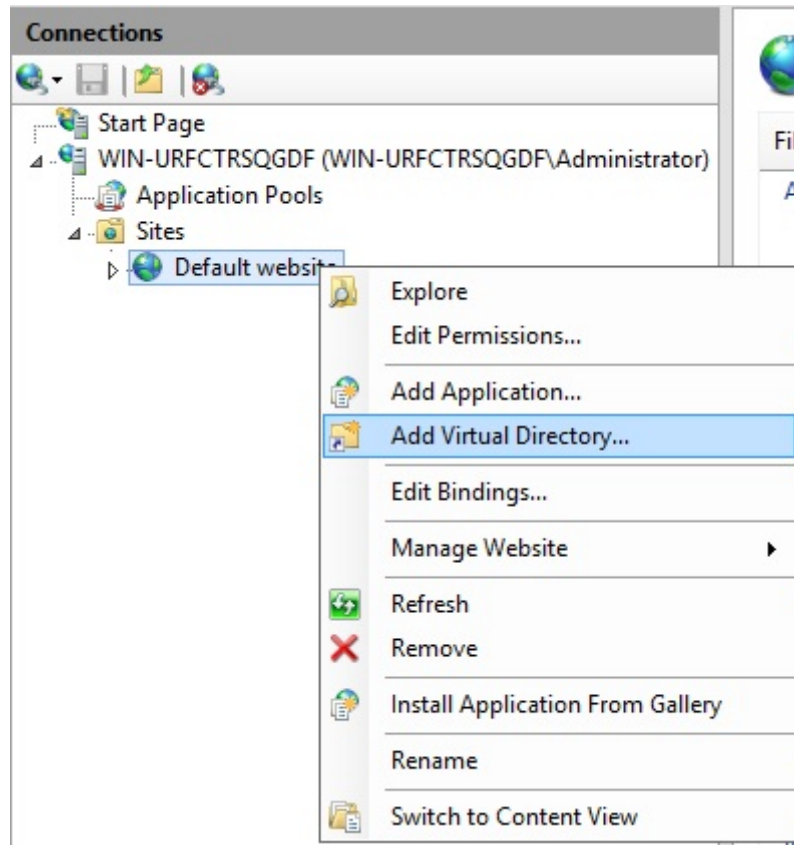 Connections
Start Page
WIN-URFCTRSQGDF (WIN-URFCTRSQGDF\Administrator)
Application Pools
Sites
Default website
Explore
Edit Permissions...
Add Application...
Add Virtual Directory...
Edit Bindings...
Manage Website
Refresh
Remove
Install Application From Gallery
Rename
Switch to Content View